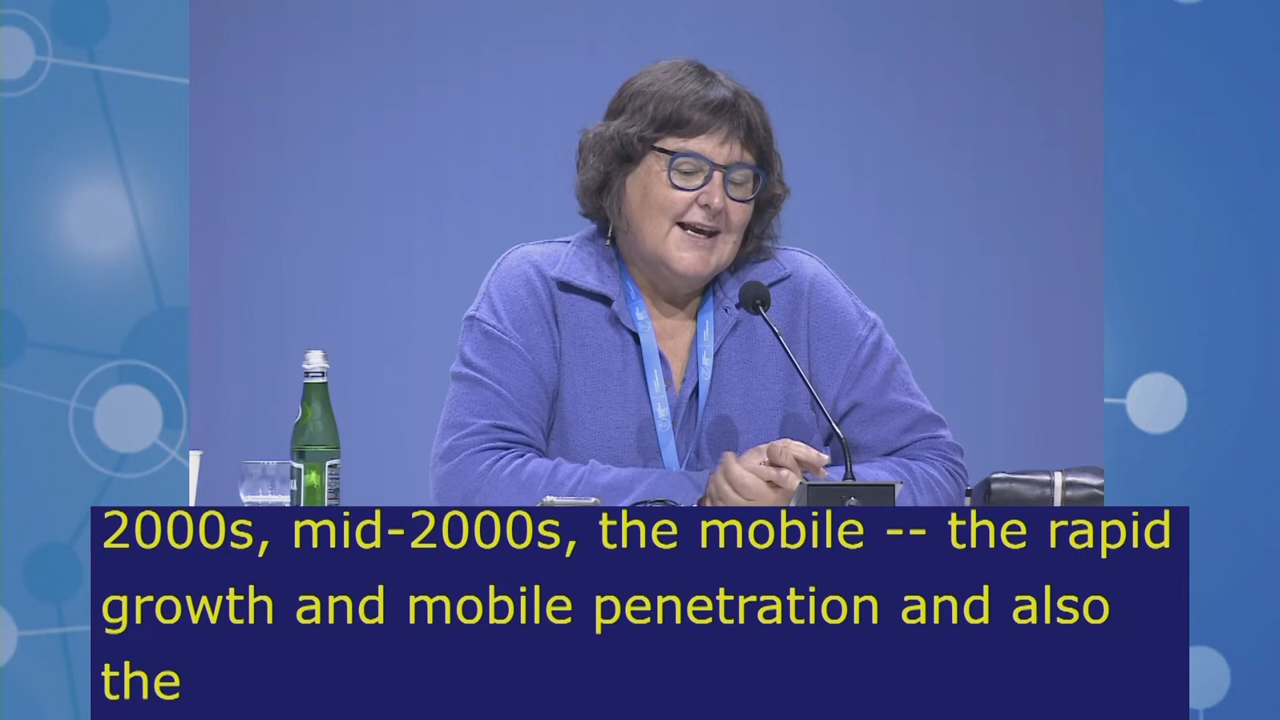 2000s, mid-2000s, the mobile -- the rapid
growth and mobile penetration and also
the